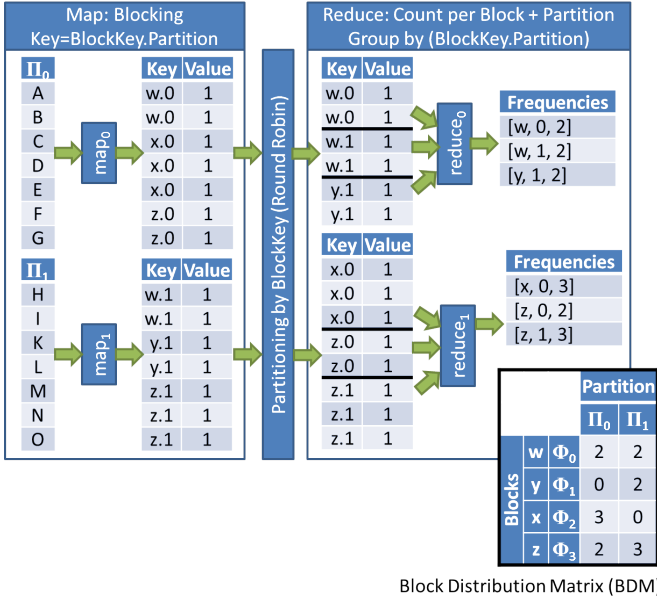 Map: Blocking
Key=BlockKey.Partition
Π0
A
B
C
D
E
F
G
map0
Key Value
w.0 1
w.0 1
x.0 1
x.0 1
x.0 1
z.0 1
z.0 1
Π1
H
I
K
L
M
N
O
map1
Key Value
w.1 1
w.1 1
y.1 1
y.1 1
z.1 1
z.1 1
z.1 1
Partitioning by BlockKey (Round Robin)
Reduce: Count per Block + Partition
Group by (BlockKey.Partition)
Key Value
w.0 1
w.0 1
w.1 1
w.1 1
y.1 1
y.1 1
reduce0
Frequencies
[w, 0, 2]
[w, 1, 2]
[y, 1, 2]
Key Value
x.0 1
x.0 1
x.0 1
z.0 1
z.0 1
z.1 1
z.1 1
z.1 1
reduce1
Frequencies
[x, 0, 3]
[z, 0, 2]
[z, 1, 3]
Partition
Π0 Π1
Blocks
w Φ0 2 2
y Φ1 0 2
x Φ2 3 0
z Φ3 2 3
Block Distribution Matrix (BDM)